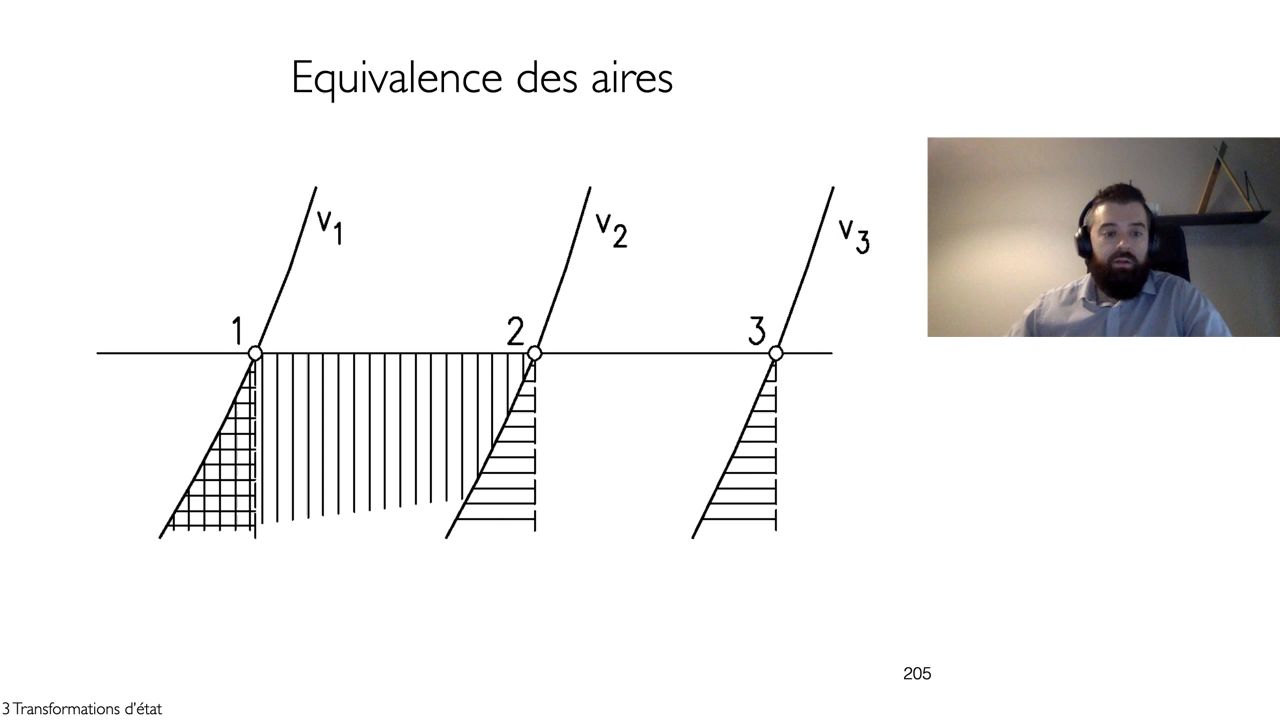 Equivalence des aires
v1
v2
v3
1
2
3
205
3 Transformations d'état